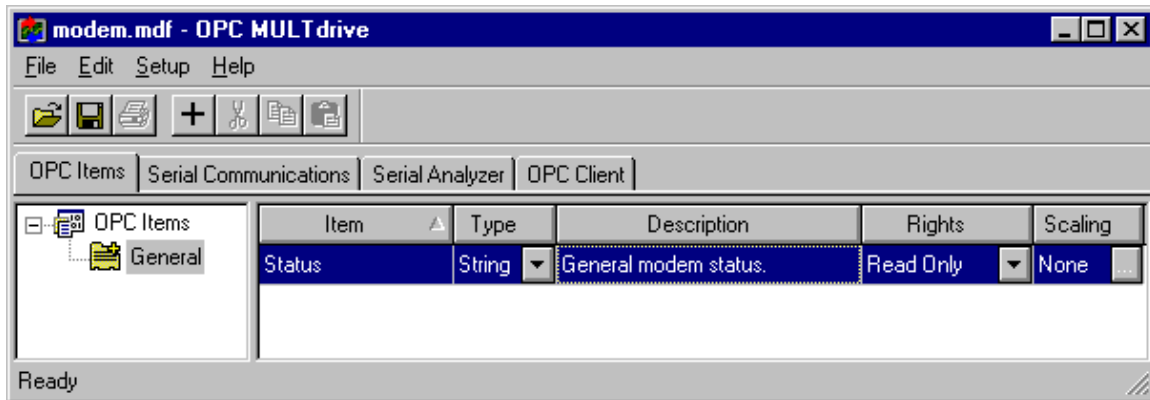 modem.mdf - OPC MULTdrive
File Edit Setup Help
OPC Items Serial Communications Serial Analyzer OPC Client
OPC Items
General
Item Type Description Rights Scaling
Status String General modem status. Read Only None ...
Ready